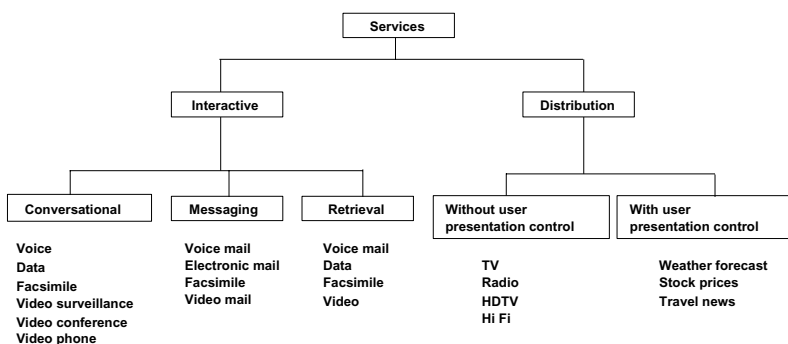 Services
Interactive
Distribution
Conversational
Messaging
Retrieval
Without user
presentation control
With user
presentation control
Voice
Data
Facsimile
Video surveillance
Video conference
Video phone
Voice mail
Electronic mail
Facsimile
Video mail
Voice mail
Data
Facsimile
Video
TV
Radio
HDTV
Hi Fi
Weather forecast
Stock prices
Travel news